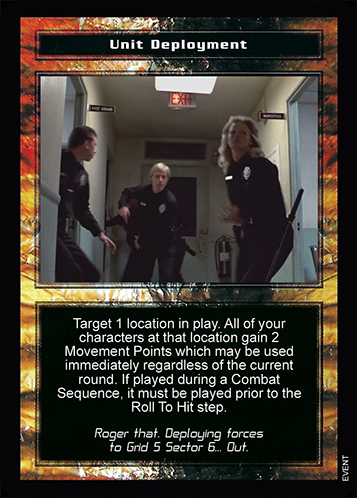 Unit Deployment
EXIT
Target 1 location in play. All of your
characters at that location gain 2
Movement Points which may be used
immediately regardless of the current
round. If played during a Combat
Sequence, it must be played prior to the
Roll To Hit step.
Roger that. Deploying forces
to Grid 5 Sector 6... Out.
EVENT